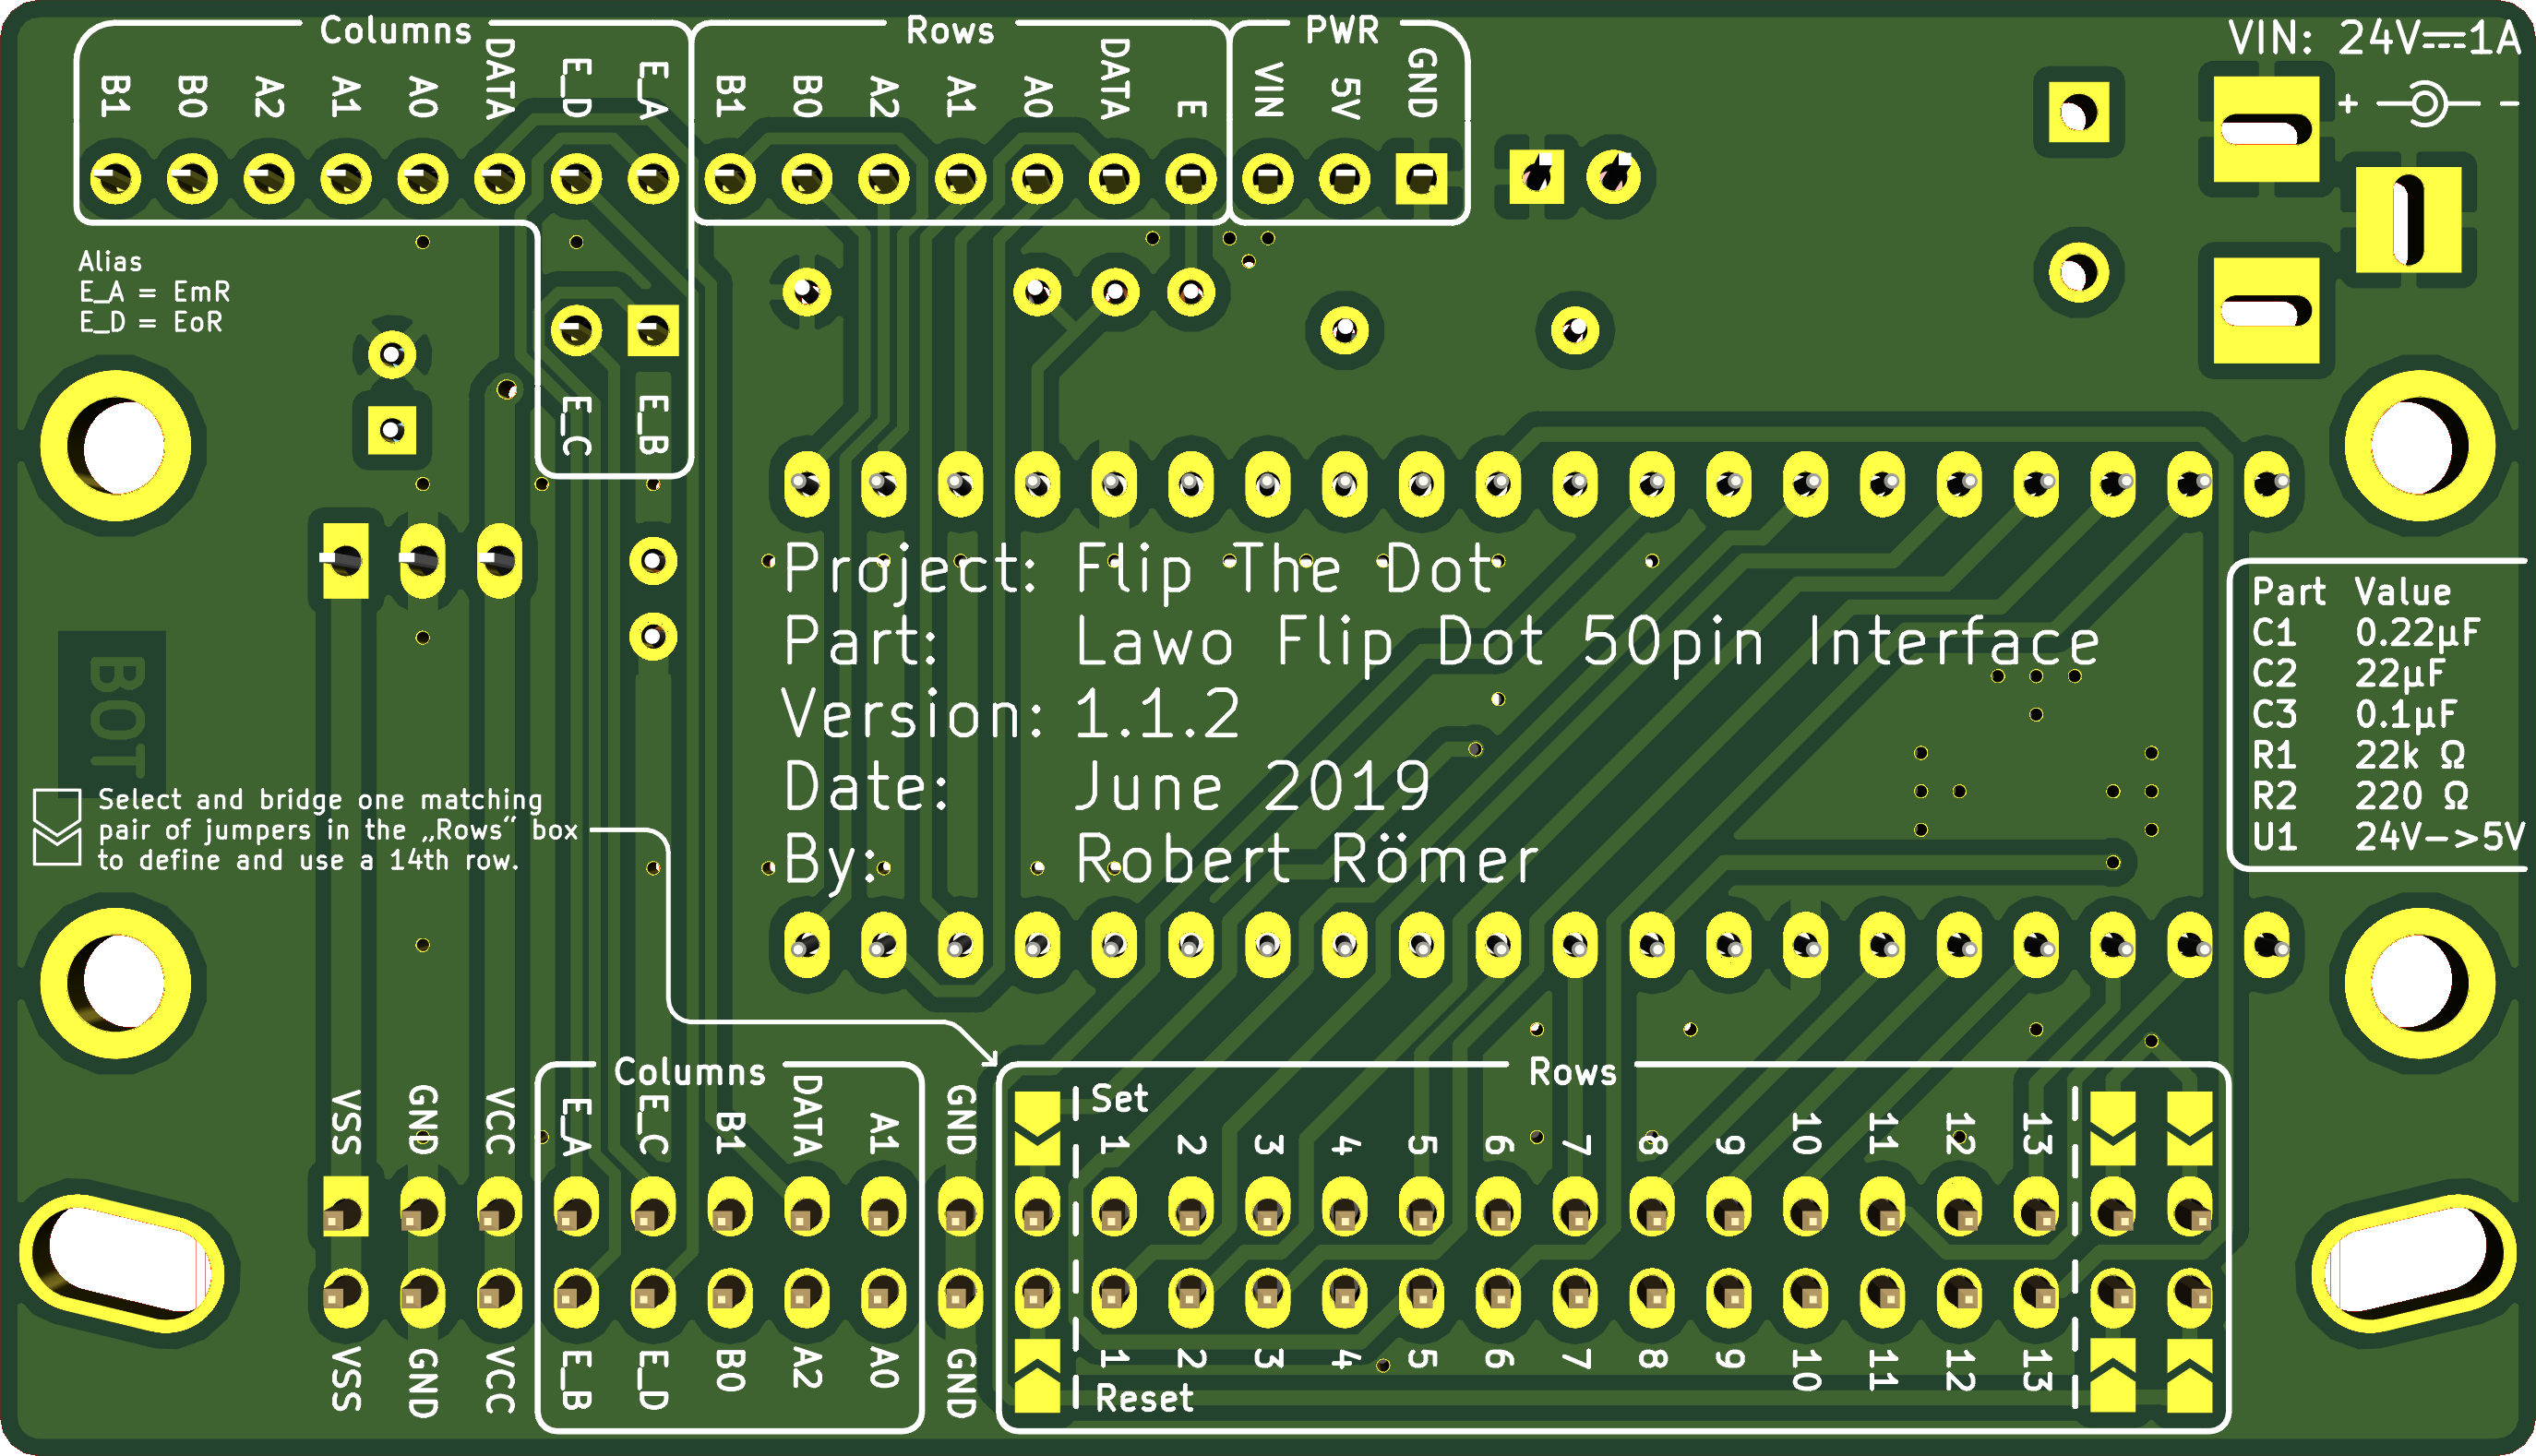 Columns
Rows
PWR
VIN: 24V⎓1A
B1 B0 A2 A1 A0 DATA E_D E_A
B1 B0 A2 A1 A0 DATA E
VIN 5V GND
+ −
Alias
E_A = EmR
E_D = EoR
E_C E_B
Project: Flip The Dot
Part: Lawo Flip Dot 50pin Interface
Version: 1.1.2
Date: June 2019
By: Robert Römer
Part Value
C1 0.22µF
C2 22µF
C3 0.1µF
R1 22k Ω
R2 220 Ω
U1 24V->5V
BOT
Select and bridge one matching
pair of jumpers in the „Rows“ box
to define and use a 14th row.
Columns
Rows
VSS GND VCC E_A E_C B1 DATA A1 GND
Set
1 2 3 4 5 6 7 8 9 10 11 12 13
VSS GND VCC E_B E_D B0 A2 A0 GND
1 2 3 4 5 6 7 8 9 10 11 12 13
Reset